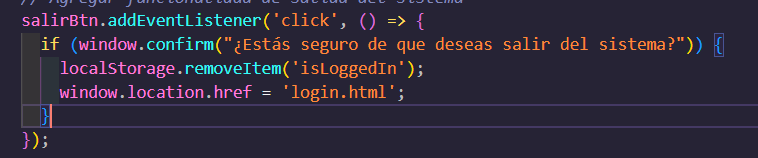 // Agregar funcionalidad de salida del sistema
salirBtn.addEventListener('click', () => {
if (window.confirm("¿Estás seguro de que deseas salir del sistema?")) {
localStorage.removeItem('isLoggedIn');
window.location.href = 'login.html';
}
});